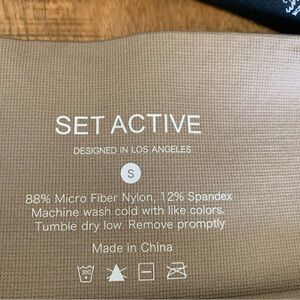 SET ACTIVE
DESIGNED IN LOS ANGELES
S
88% Micro Fiber Nylon, 12% Spandex
Machine wash cold with like colors.
Tumble dry low. Remove promptly
Made in China